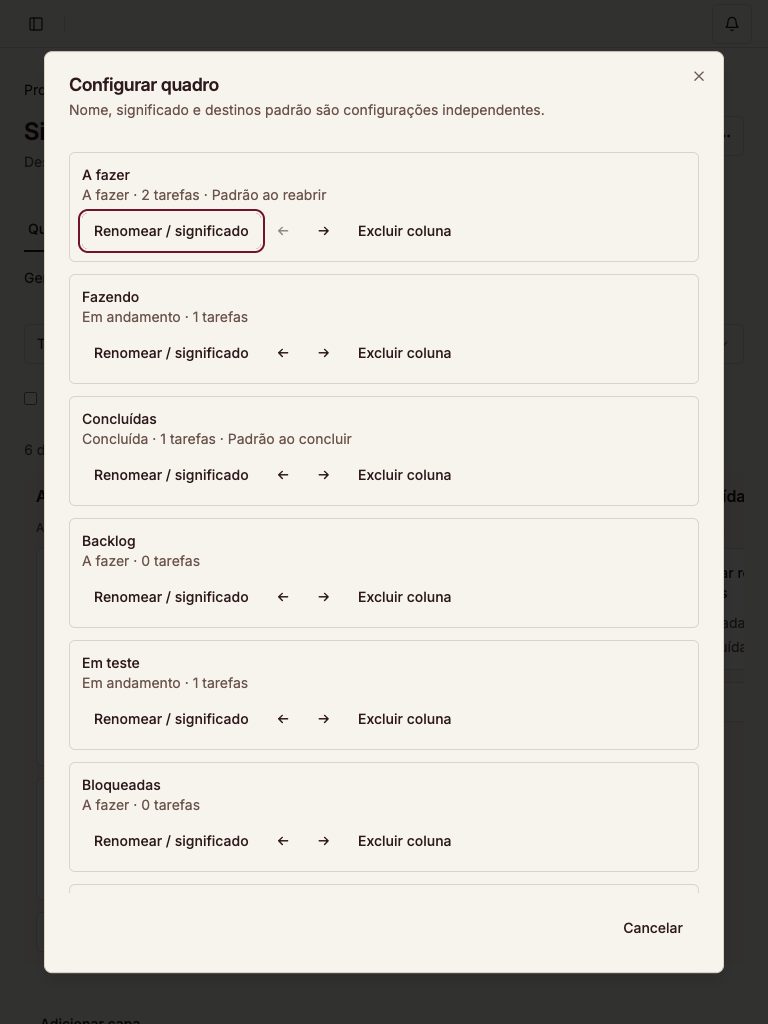 Configurar quadro
Nome, significado e destinos padrão são configurações independentes.
A fazer
A fazer · 2 tarefas · Padrão ao reabrir
Renomear / significado ← → Excluir coluna
Fazendo
Em andamento · 1 tarefas
Renomear / significado ← → Excluir coluna
Concluídas
Concluída · 1 tarefas · Padrão ao concluir
Renomear / significado ← → Excluir coluna
Backlog
A fazer · 0 tarefas
Renomear / significado ← → Excluir coluna
Em teste
Em andamento · 1 tarefas
Renomear / significado ← → Excluir coluna
Bloqueadas
A fazer · 0 tarefas
Renomear / significado ← → Excluir coluna
Cancelar
Adicionar capa